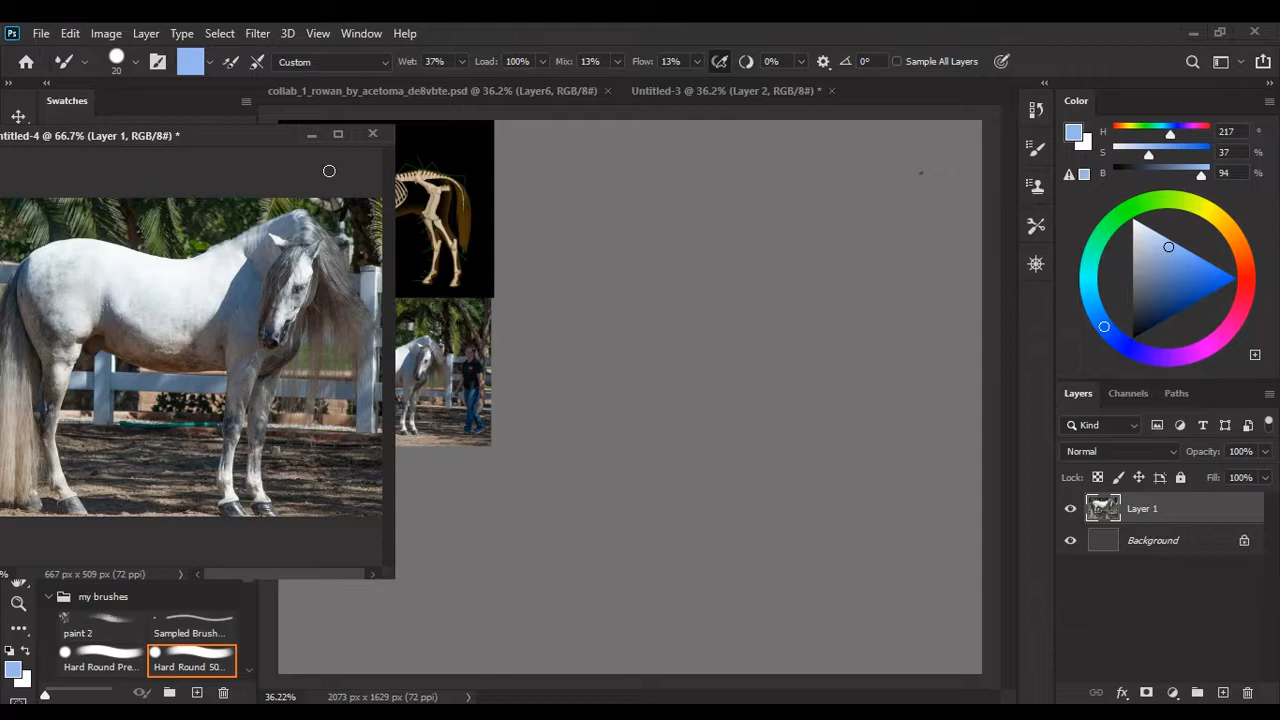 Ps File Edit Image Layer Type Select Filter 3D View Window Help
20 Custom Wet: 37% Load: 100% Mix: 13% Flow: 13% 0% 0° Sample All Layers
Swatches
collab_1_rowan_by_acetoma_de8vbte.psd @ 36.2% (Layer6, RGB/8#) Untitled-3 @ 36.2% (Layer 2, RGB/8#) *
ntitled-4 @ 66.7% (Layer 1, RGB/8#) *
Color
H 217 °
S 37 %
B 94 %
Layers Channels Paths
Kind
Normal Opacity: 100%
Lock: Fill: 100%
Layer 1
Background
% 667 px x 509 px (72 ppi)
my brushes
paint 2 Sampled Brush...
Hard Round Pre... Hard Round 50...
36.22% 2073 px x 1629 px (72 ppi)